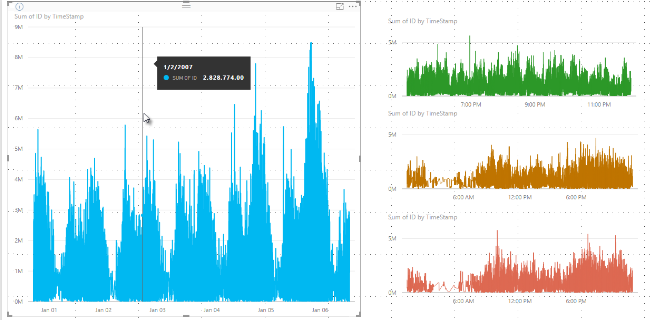 Sum of ID by TimeStamp
9M
8M
7M
6M
5M
4M
3M
2M
1M
0M
Jan 01
Jan 02
Jan 03
Jan 04
Jan 05
Jan 06
1/2/2007
SUM OF ID 2.828.774.00
Sum of ID by TimeStamp
5M
0M
7:00 PM
9:00 PM
11:00 PM
Sum of ID by TimeStamp
5M
0M
6:00 AM
12:00 PM
6:00 PM
Sum of ID by TimeStamp
5M
0M
6:00 AM
12:00 PM
6:00 PM